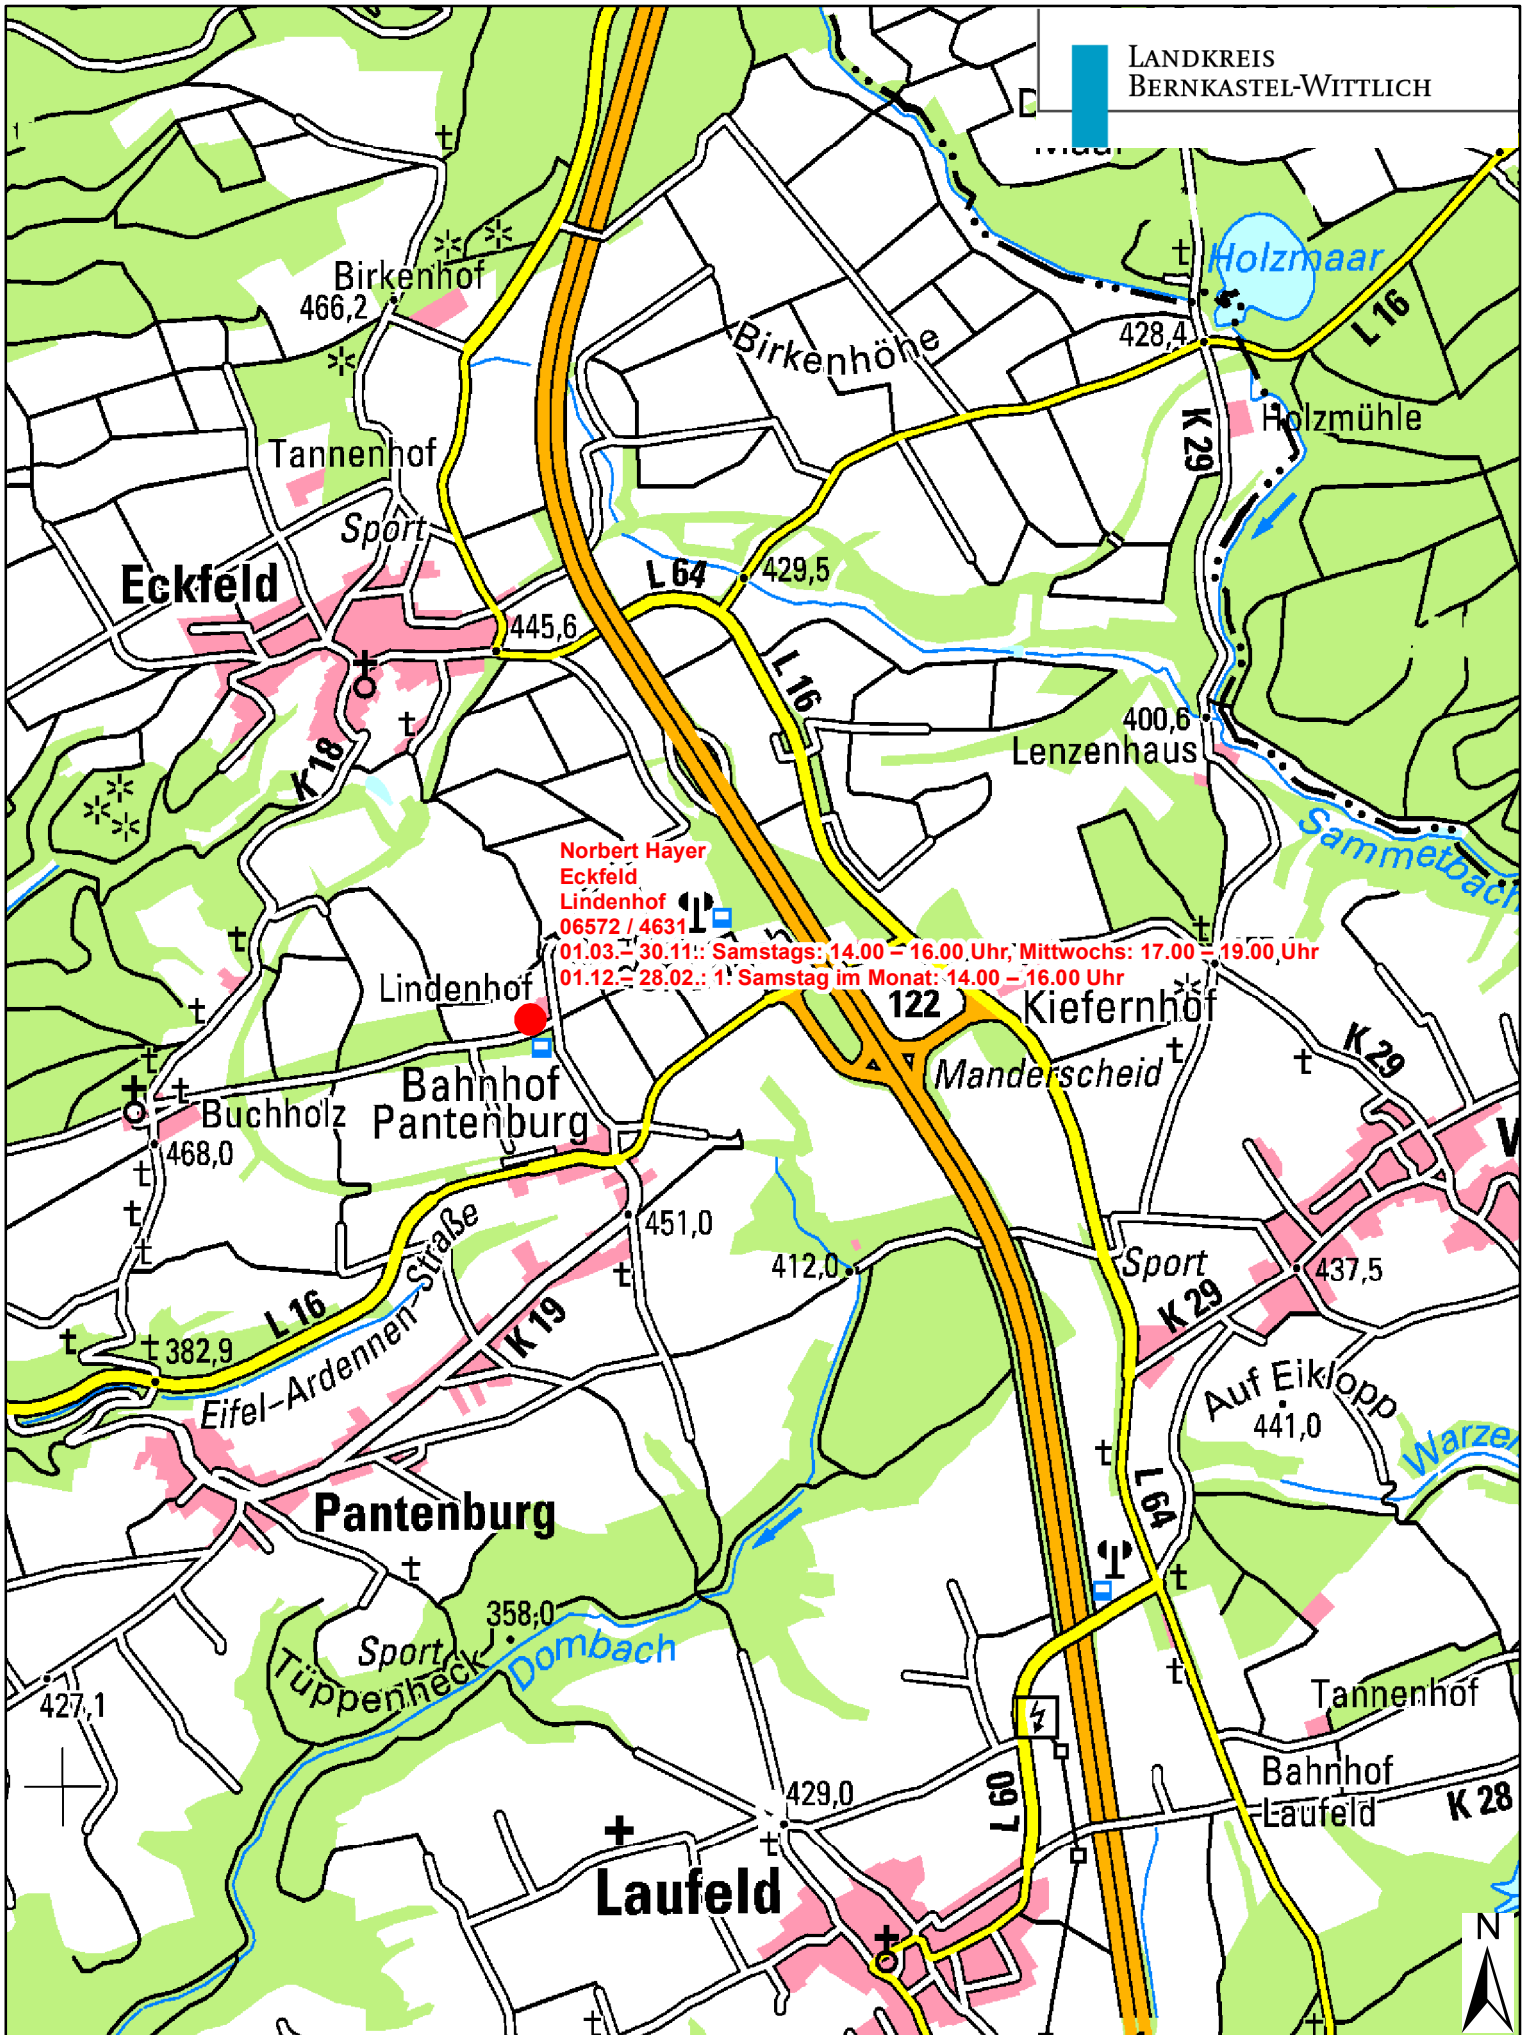 LANDKREIS
BERNKASTEL-WITTLICH
Holzmaar
Birkenhof
466,2
L 16
Birkenhöhe
428,4
K 29
Holzmühle
Tannenhof
Sport
Eckfeld
L 64
429,5
445,6
L 16
400,6
Lenzenhaus
K 18
Sammetbach
Norbert Hayer
Eckfeld
Lindenhof
06572 / 4631
01.03.– 30.11.: Samstags: 14.00 – 16.00 Uhr, Mittwochs: 17.00 – 19.00 Uhr
01.12.– 28.02.: 1. Samstag im Monat: 14.00 – 16.00 Uhr
Lindenhof
122
Kiefernhof
K 29
Manderscheid
Bahnhof
Pantenburg
Buchholz
468,0
451,0
412,0
Sport
437,5
K 29
L 16
K 19
382,9
Eifel–Ardennen–Straße
Auf Eiklopp
441,0
Warzen
L 64
Pantenburg
358,0
Sport
Tüppenheck
Dombach
427,1
Tannenhof
Bahnhof
Laufeld
K 28
429,0
L 60
Laufeld
N